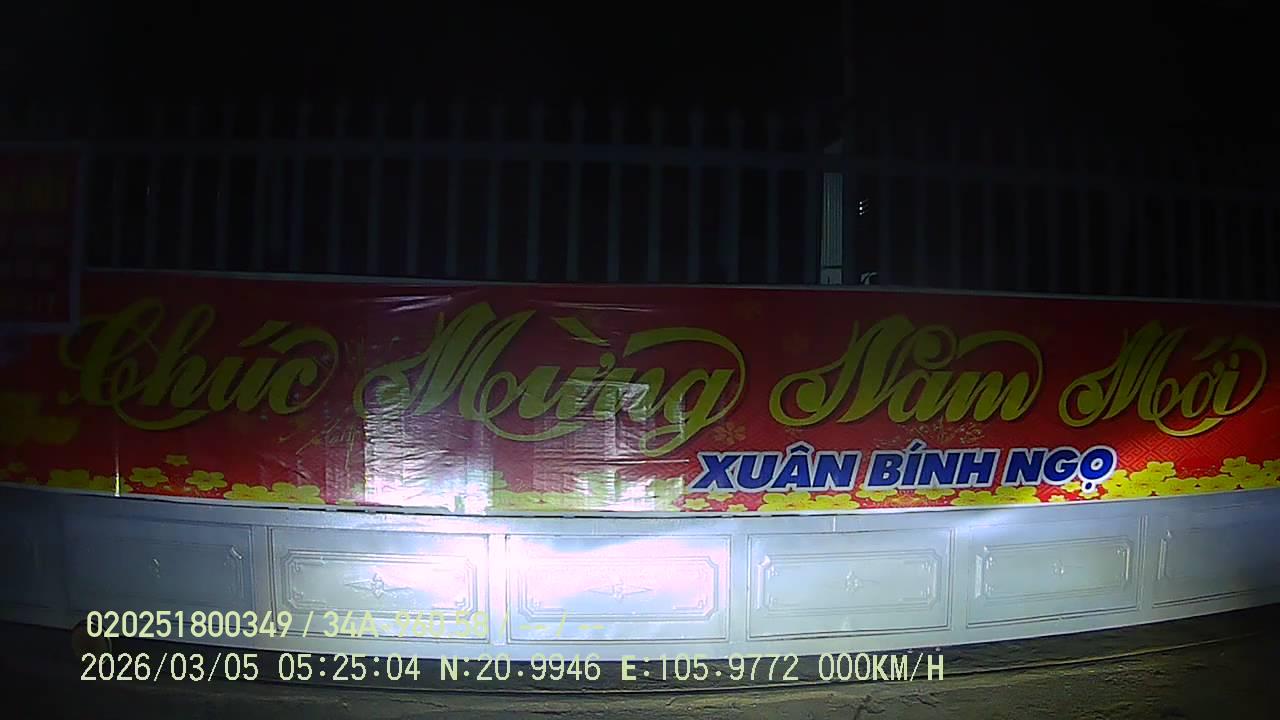 Chúc Mừng Năm Mới
XUÂN BÍNH NGỌ
020251800349 / 34A-960.58 / -- / --
2026/03/05 05:25:04 N:20.9946 E:105.9772 000KM/H